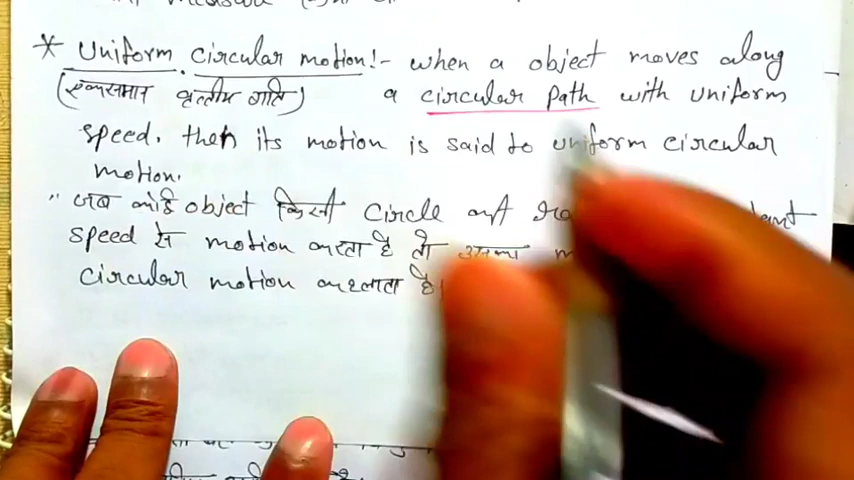 * Uniform circular motion!- when a object moves along
(एकसमान वृत्तीय गति) a circular path with uniform
speed. then its motion is said to uniform circular
motion.
" जब कोई object किसी Circle का
speed से motion करता है तो उसका
circular motion कहलाता है।